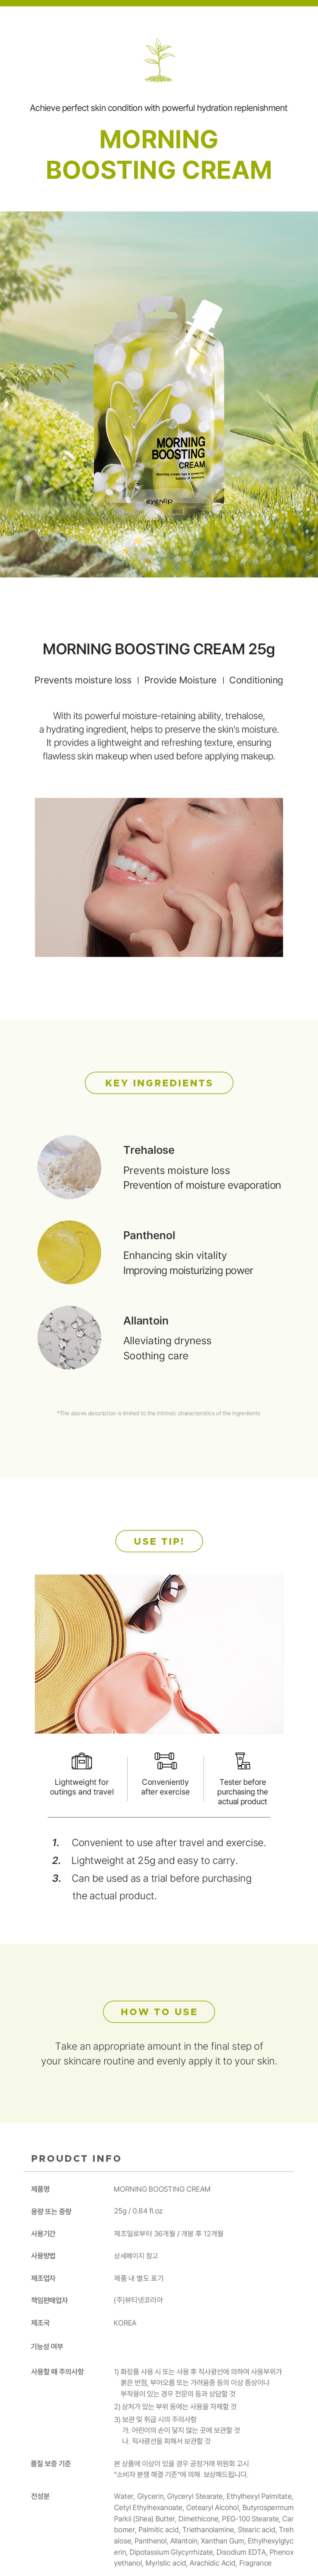 Achieve perfect skin condition with powerful hydration replenishment
MORNING
BOOSTING CREAM
MORNING
BOOSTING
CREAM
Morning cream has a powerful
supply of moisture
eyenlip
MORNING BOOSTING CREAM 25g
Prevents moisture loss | Provide Moisture | Conditioning
With its powerful moisture-retaining ability, trehalose,
a hydrating ingredient, helps to preserve the skin's moisture.
It provides a lightweight and refreshing texture, ensuring
flawless skin makeup when used before applying makeup.
KEY INGREDIENTS
Trehalose
Prevents moisture loss
Prevention of moisture evaporation
Panthenol
Enhancing skin vitality
Improving moisturizing power
Allantoin
Alleviating dryness
Soothing care
*The above description is limited to the intrinsic characteristics of the ingredients
USE TIP!
Lightweight for
outings and travel
Conveniently
after exercise
Tester before
purchasing the
actual product
1. Convenient to use after travel and exercise.
2. Lightweight at 25g and easy to carry.
3. Can be used as a trial before purchasing
the actual product.
HOW TO USE
Take an appropriate amount in the final step of
your skincare routine and evenly apply it to your skin.
PROUDCT INFO
제품명 MORNING BOOSTING CREAM
용량 또는 중량 25g / 0.84 fl.oz
사용기간 제조일로부터 36개월 / 개봉 후 12개월
사용방법 상세페이지 참고
제조업자 제품 내 별도 표기
책임판매업자 (주)뷰티넷코리아
제조국 KOREA
기능성 여부
사용할 때 주의사항 1) 화장품 사용 시 또는 사용 후 직사광선에 의하여 사용부위가
붉은 반점, 부어오름 또는 가려움증 등의 이상 증상이나
부작용이 있는 경우 전문의 등과 상담할 것
2) 상처가 있는 부위 등에는 사용을 자제할 것
3) 보관 및 취급 시의 주의사항
가. 어린이의 손이 닿지 않는 곳에 보관할 것
나. 직사광선을 피해서 보관할 것
품질 보증 기준 본 상품에 이상이 있을 경우 공정거래 위원회 고시
"소비자 분쟁 해결 기준"에 의해 보상해드립니다.
전성분 Water, Glycerin, Glyceryl Stearate, Ethylhexyl Palmitate,
Cetyl Ethylhexanoate, Cetearyl Alcohol, Butyrospermum
Parkii (Shea) Butter, Dimethicone, PEG-100 Stearate, Car
bomer, Palmitic acid, Triethanolamine, Stearic acid, Treh
alose, Panthenol, Allantoin, Xanthan Gum, Ethylhexylglyc
erin, Dipotassium Glycyrrhizate, Disodium EDTA, Phenox
yethanol, Myristic acid, Arachidic Acid, Fragrance